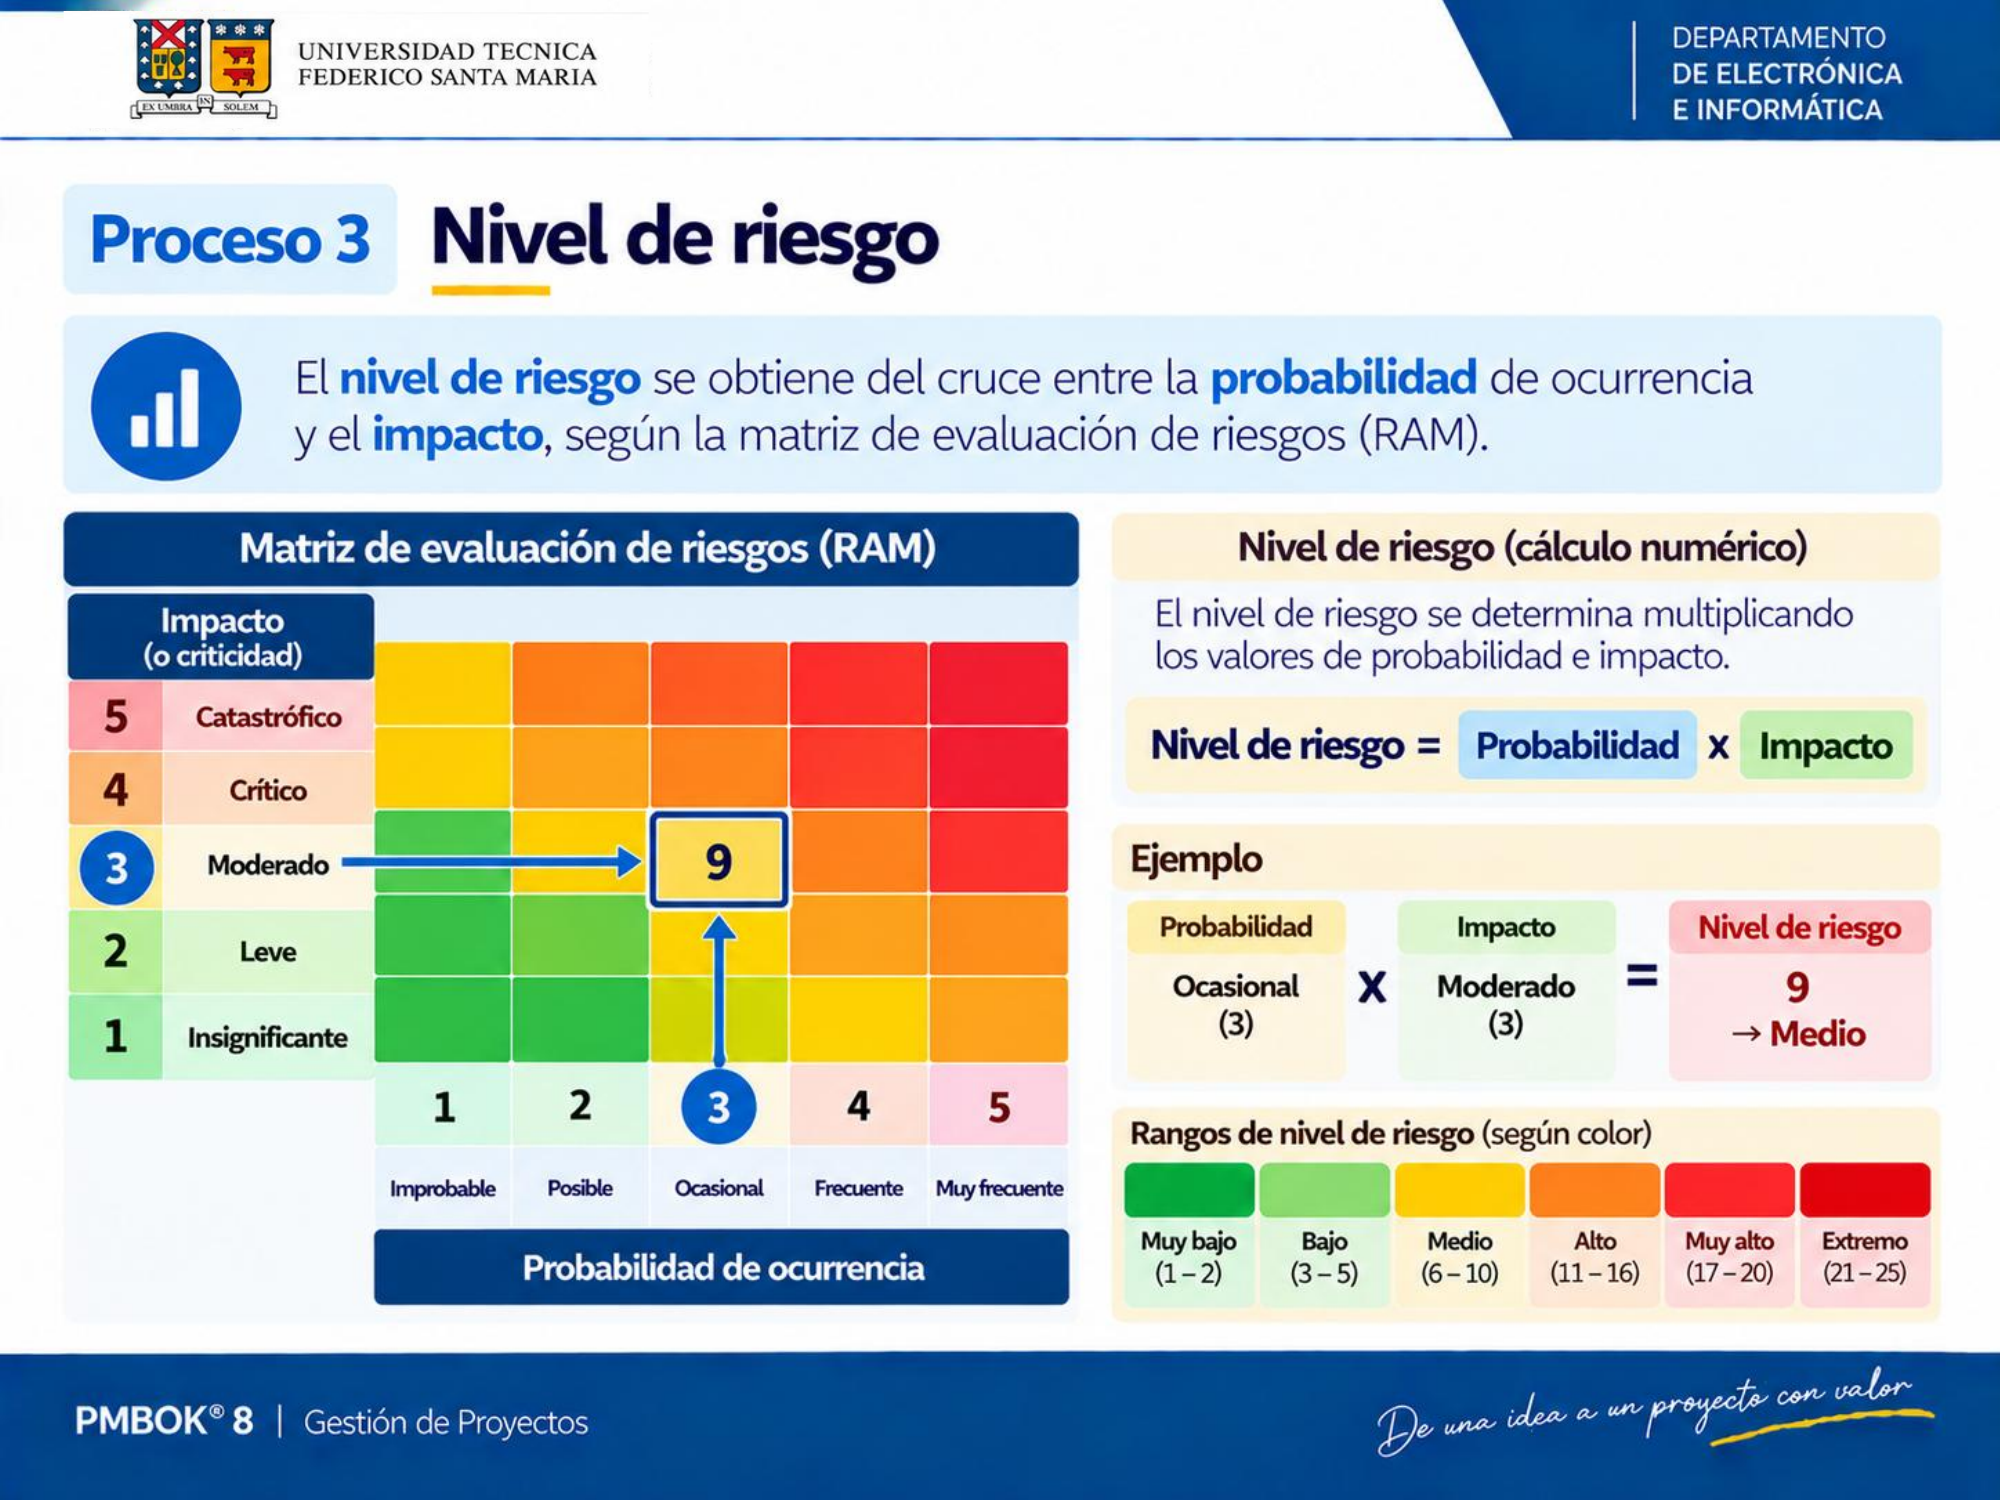 UNIVERSIDAD TECNICA
FEDERICO SANTA MARIA
EX UMBRA IN SOLEM
DEPARTAMENTO
DE ELECTRÓNICA
E INFORMÁTICA
Proceso 3
Nivel de riesgo
El nivel de riesgo se obtiene del cruce entre la probabilidad de ocurrencia
y el impacto, según la matriz de evaluación de riesgos (RAM).
Matriz de evaluación de riesgos (RAM)
Impacto
(o criticidad)
5 Catastrófico
4 Crítico
3 Moderado
9
2 Leve
1 Insignificante
1 2 3 4 5
Improbable Posible Ocasional Frecuente Muy frecuente
Probabilidad de ocurrencia
Nivel de riesgo (cálculo numérico)
El nivel de riesgo se determina multiplicando
los valores de probabilidad e impacto.
Nivel de riesgo = Probabilidad x Impacto
Ejemplo
Probabilidad Impacto Nivel de riesgo
Ocasional x Moderado = 9
(3) (3) → Medio
Rangos de nivel de riesgo (según color)
Muy bajo Bajo Medio Alto Muy alto Extremo
(1 – 2) (3 – 5) (6 – 10) (11 – 16) (17 – 20) (21 – 25)
PMBOK® 8 | Gestión de Proyectos
De una idea a un proyecto con valor